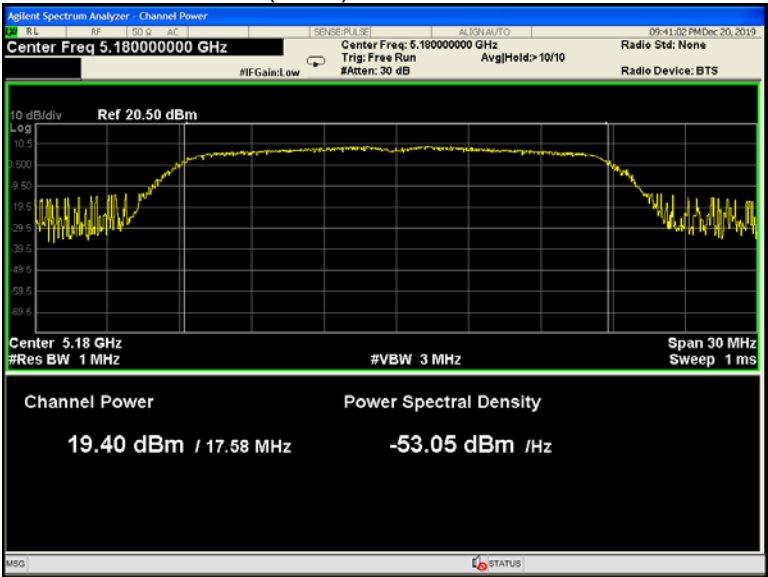 Agilent Spectrum Analyzer - Channel Power
RL RF 50 Ω AC SENSE:PULSE ALIGNAUTO 09:41:02 PM Dec 20, 2019
Center Freq 5.180000000 GHz Center Freq: 5.180000000 GHz Radio Std: None
Trig: Free Run Avg|Hold:> 10/10
#IFGain:Low #Atten: 30 dB Radio Device: BTS
10 dB/div Ref 20.50 dBm
Log
10.5
0.500
-9.50
-19.5
-29.5
-39.5
-49.5
-59.5
-69.5
Center 5.18 GHz Span 30 MHz
#Res BW 1 MHz #VBW 3 MHz Sweep 1 ms
Channel Power Power Spectral Density
19.40 dBm / 17.58 MHz -53.05 dBm /Hz
MSG STATUS